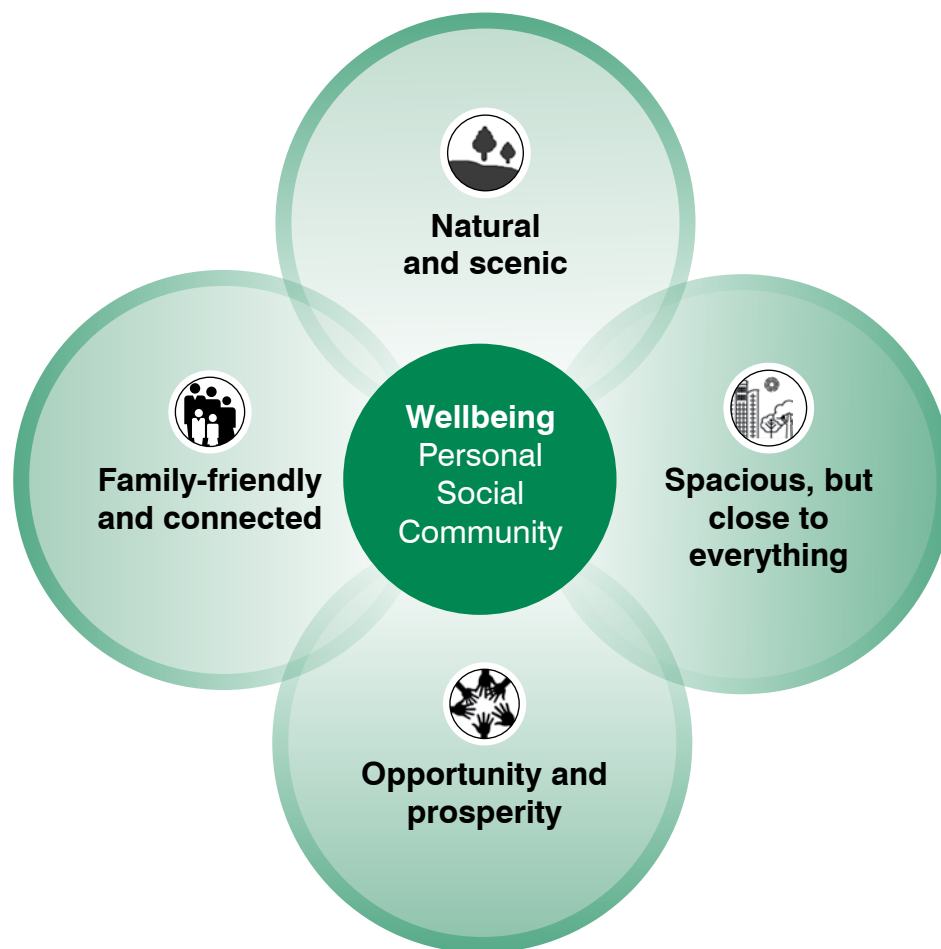 Natural
and scenic
Family-friendly
and connected
Wellbeing
Personal
Social
Community
Spacious, but
close to
everything
Opportunity and
prosperity